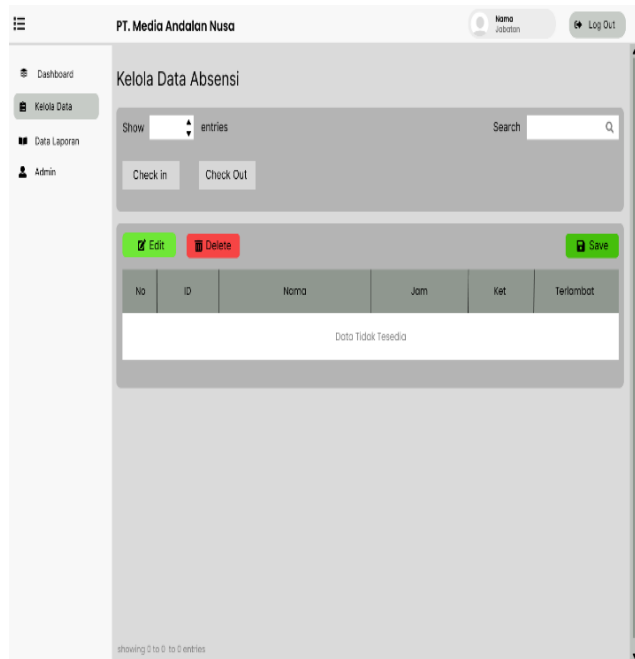 PT. Media Andalan Nusa
Nama
Jabatan
Log Out
Dashboard
Kelola Data
Data Laporan
Admin
Kelola Data Absensi
Show entries
Search
Check in Check Out
Edit Delete Save
No ID Nama Jam Ket Terlambat
Data Tidak Tesedia
showing 0 to 0 to 0 entries